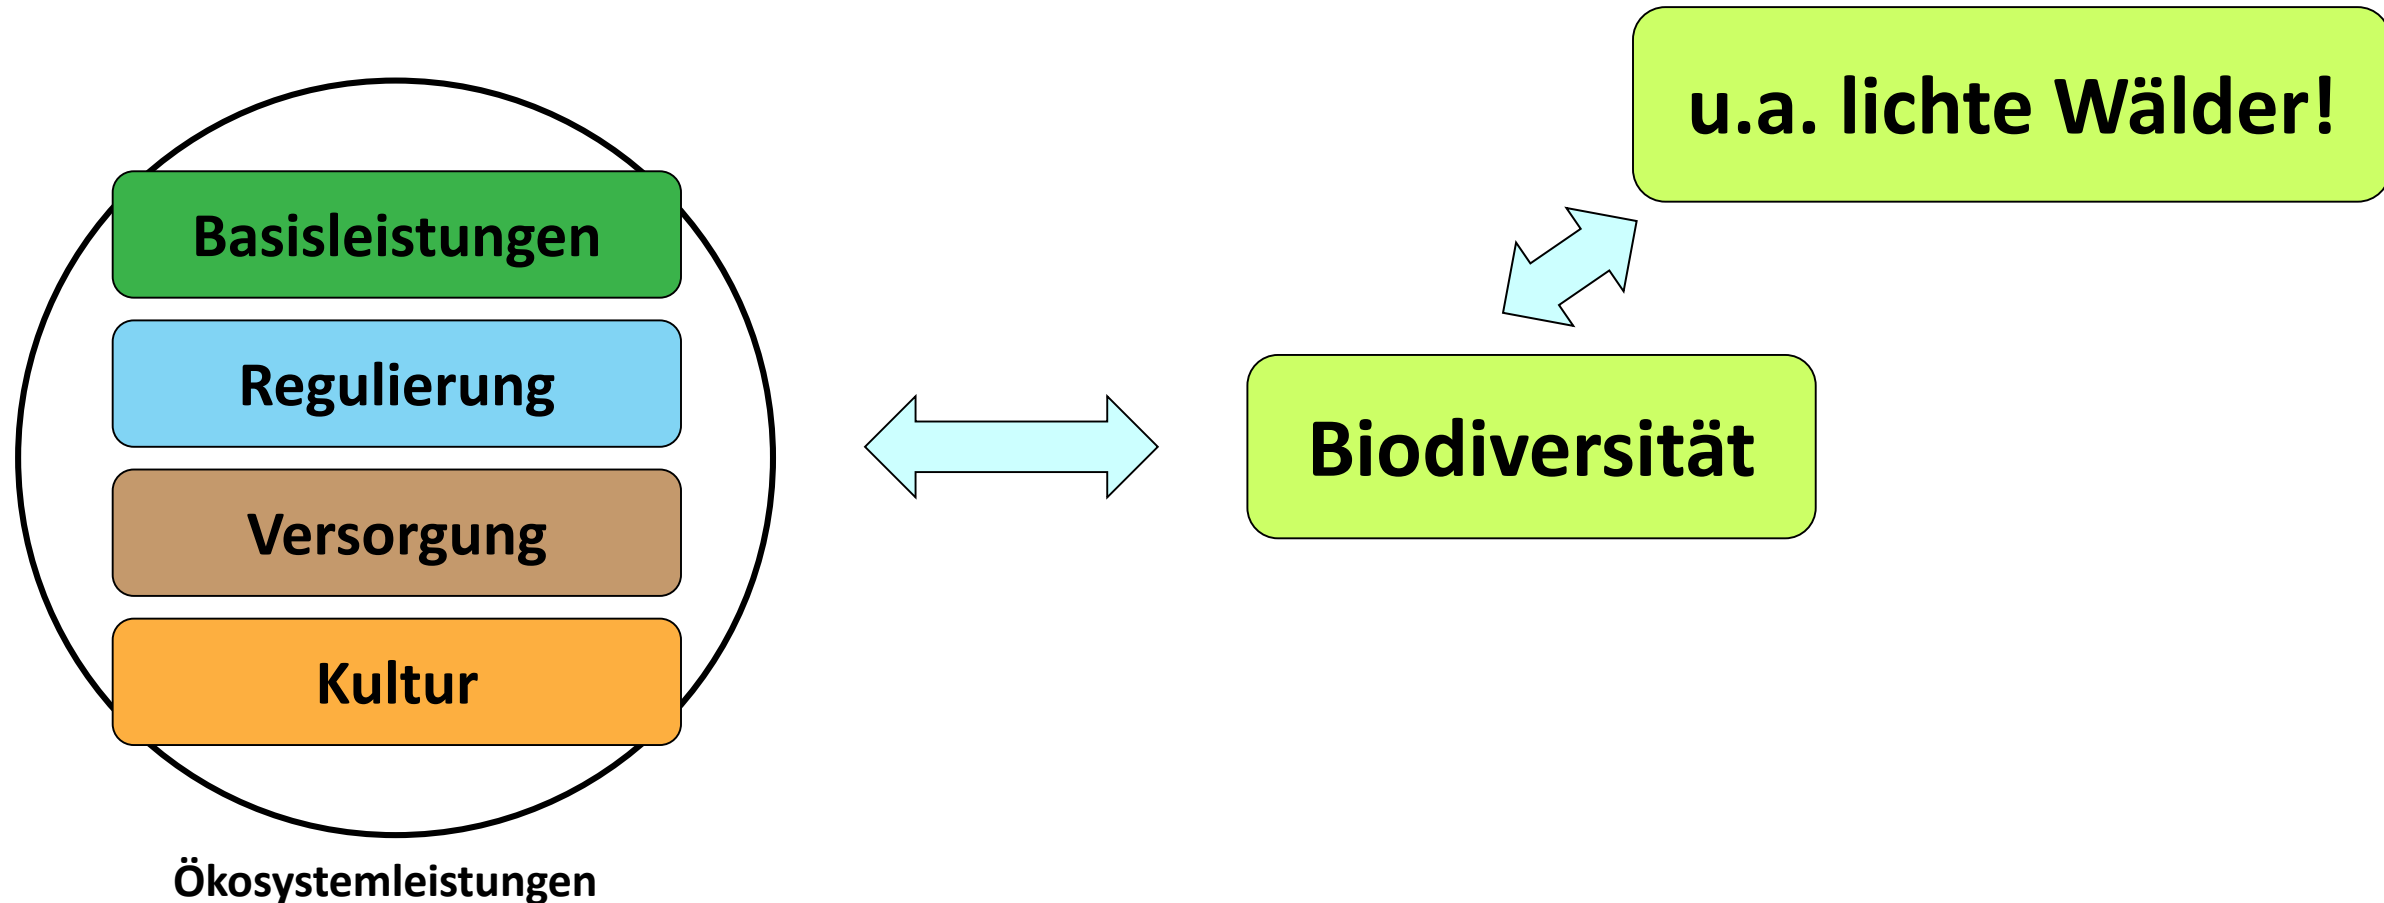 u.a. lichte Wälder!
Basisleistungen
Regulierung
Versorgung
Kultur
Biodiversität
Ökosystemleistungen